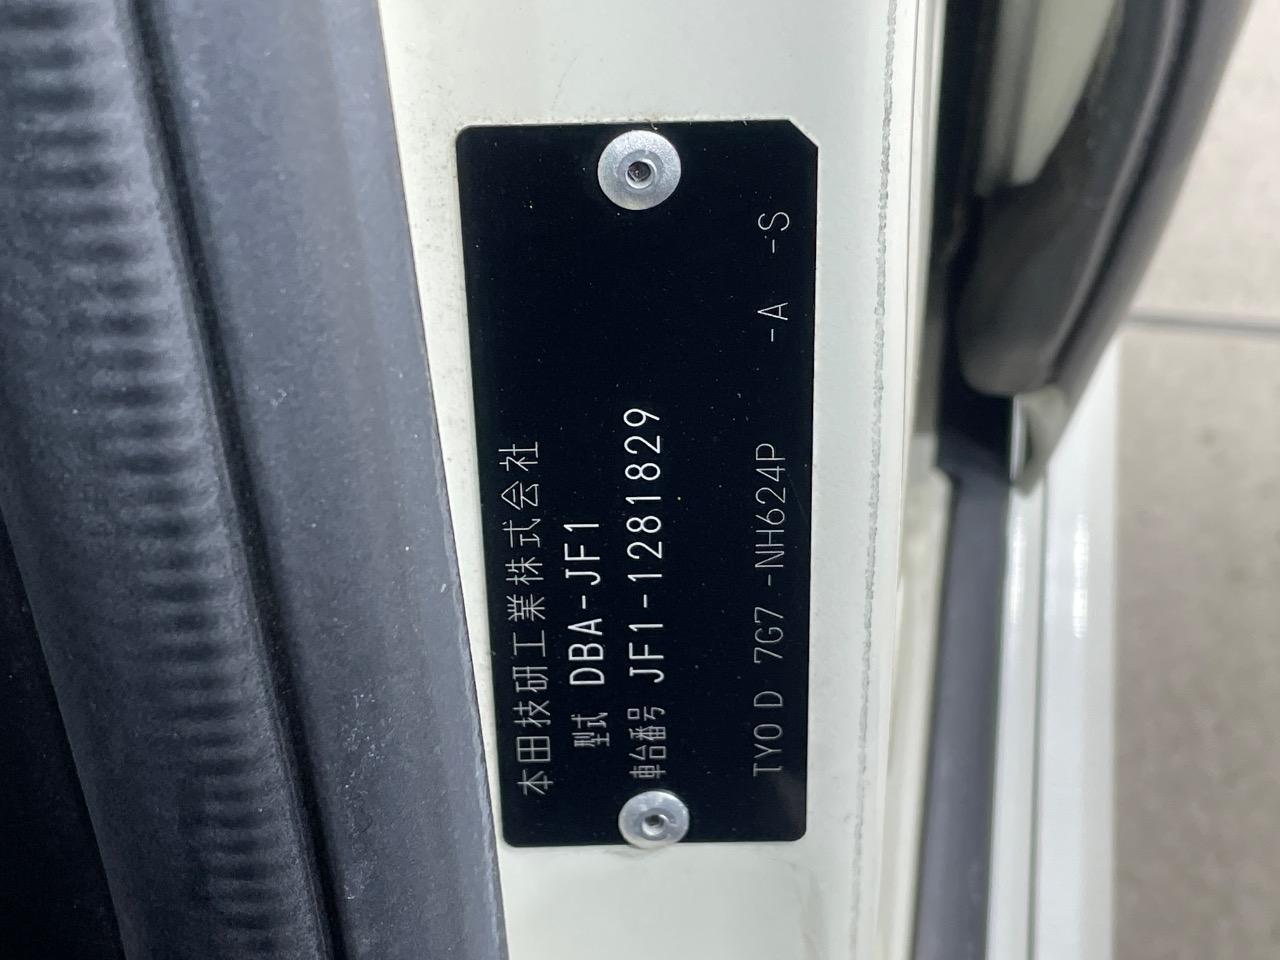 本田技研工業株式会社
型式 DBA-JF1
車台番号 JF1-1281829
TY0 D 7G7 -NH624P -A -S